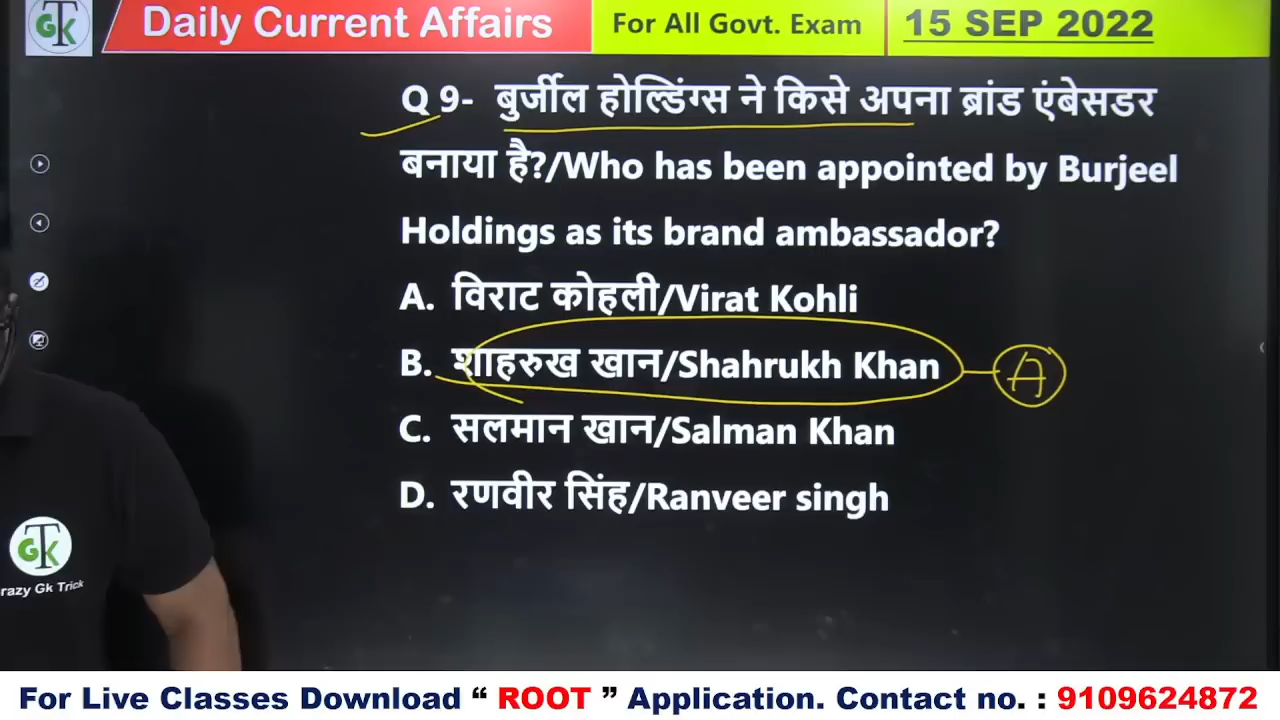 GTK
Daily Current Affairs
For All Govt. Exam
15 SEP 2022
Q 9- बुर्जील होल्डिंग्स ने किसे अपना ब्रांड एंबेसडर
बनाया है?/Who has been appointed by Burjeel
Holdings as its brand ambassador?
A. विराट कोहली/Virat Kohli
B. शाहरुख खान/Shahrukh Khan
A
C. सलमान खान/Salman Khan
D. रणवीर सिंह/Ranveer singh
GTK
razy Gk Trick
For Live Classes Download “ ROOT ” Application. Contact no. : 9109624872